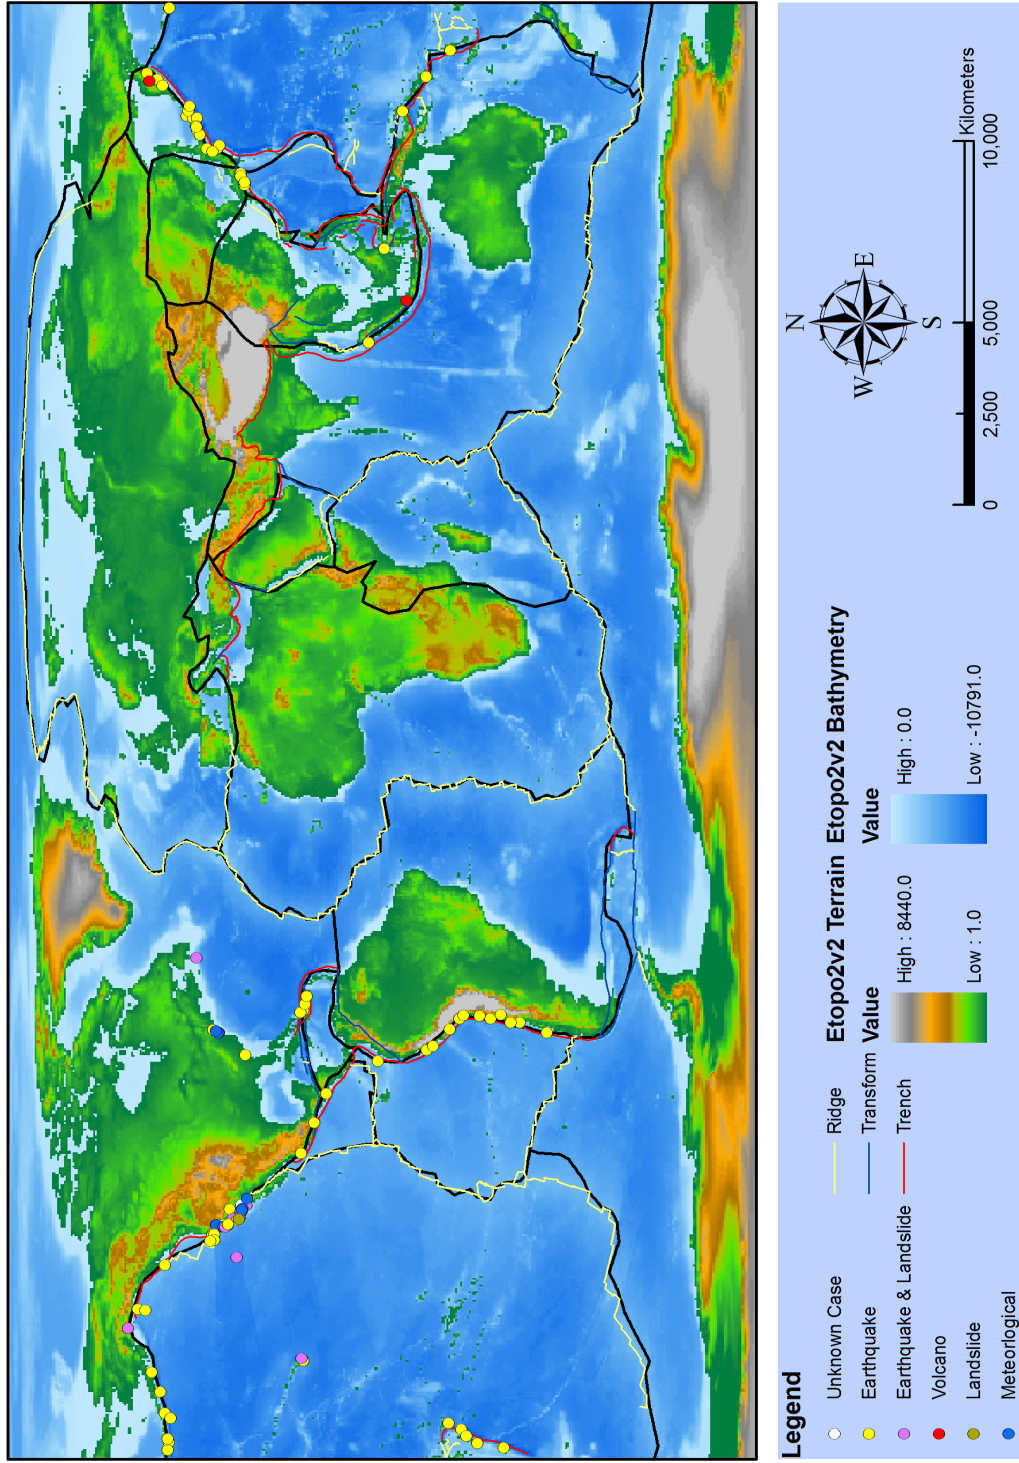 Legend
Unknown Case
Earthquake
Earthquake & Landslide
Volcano
Landslide
Meteorological
Ridge
Transform
Trench
Etopo2v2 Terrain
Value
High : 8440.0
Low : 1.0
Etopo2v2 Bathymetry
Value
High : 0.0
Low : -10791.0
N
W E
S
0 2,500 5,000 10,000
Kilometers